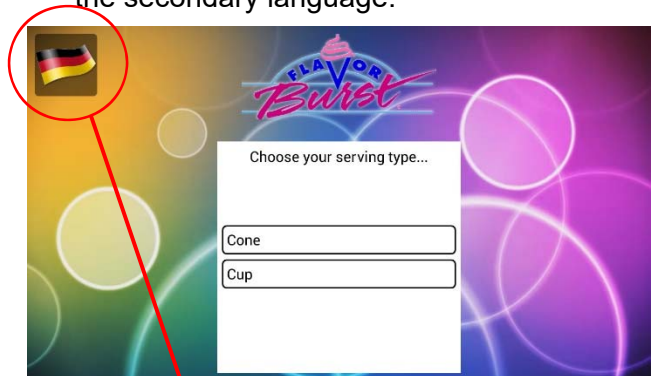 the secondary language.
FLAVOR
Burst
Choose your serving type...
Cone
Cup